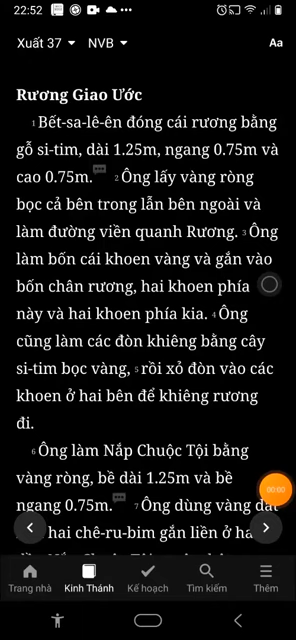 22:52
Xuất 37 NVB Aa
Rương Giao Ước
1 Bết-sa-lê-ên đóng cái rương bằng
gỗ si-tim, dài 1.25m, ngang 0.75m và
cao 0.75m. 2 Ông lấy vàng ròng
bọc cả bên trong lẫn bên ngoài và
làm đường viền quanh Rương. 3 Ông
làm bốn cái khoen vàng và gắn vào
bốn chân rương, hai khoen phía
này và hai khoen phía kia. 4 Ông
cũng làm các đòn khiêng bằng cây
si-tim bọc vàng, 5 rồi xỏ đòn vào các
khoen ở hai bên để khiêng rương
đi.
6 Ông làm Nắp Chuộc Tội bằng
vàng ròng, bề dài 1.25m và bề
ngang 0.75m. 7 Ông dùng vàng
hai chê-ru-bim gắn liền ở
00:00
Trang nhà Kinh Thánh Kế hoạch Tìm kiếm Thêm